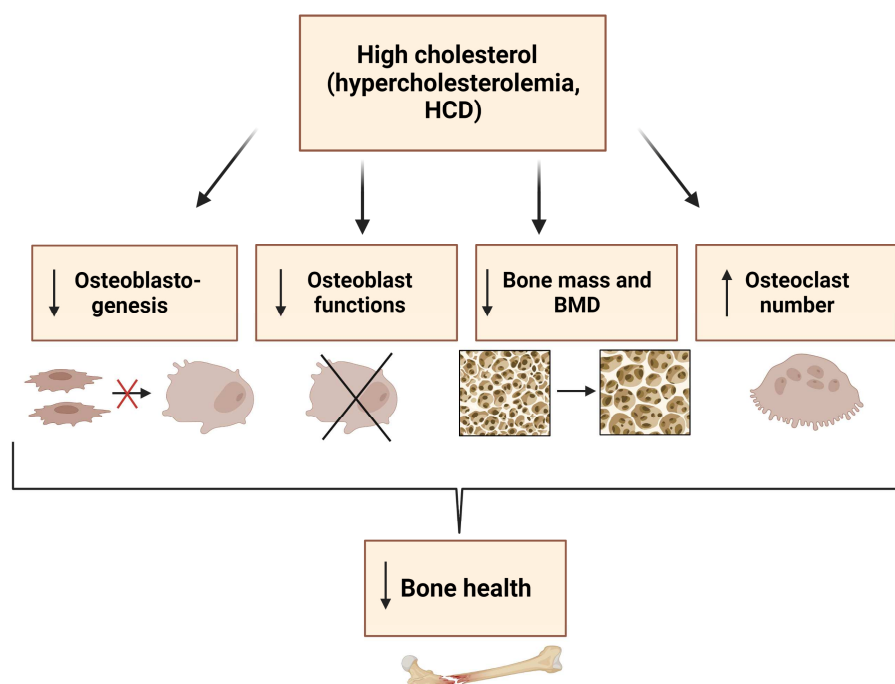 High cholesterol
(hypercholesterolemia,
HCD)
Osteoblasto-
genesis
Osteoblast
functions
Bone mass and
BMD
Osteoclast
number
Bone health